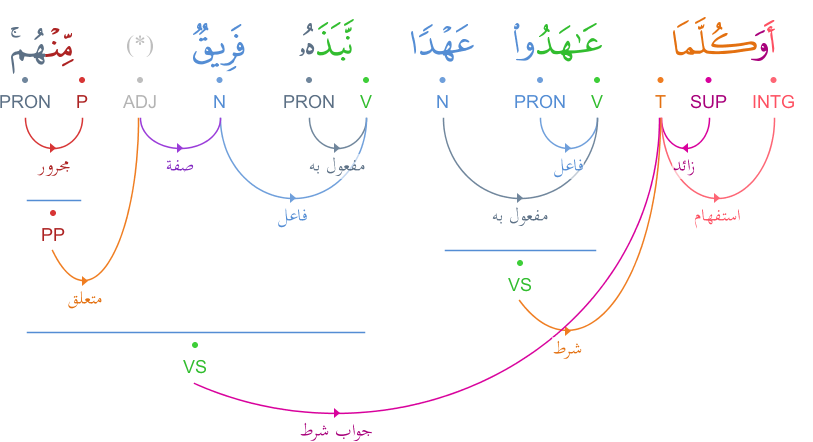 أَوَكُلَّمَا عَـٰهَدُوا۟ عَهْدًا نَّبَذَهُۥ فَرِيقٌ (*) مِّنْهُم ۚ
INTG SUP T V PRON N V PRON N ADJ P PRON
زائد فاعل مفعول به صفة مجرور
استفهام مفعول به فاعل
PP
VS
متعلق
شرط
VS
جواب شرط